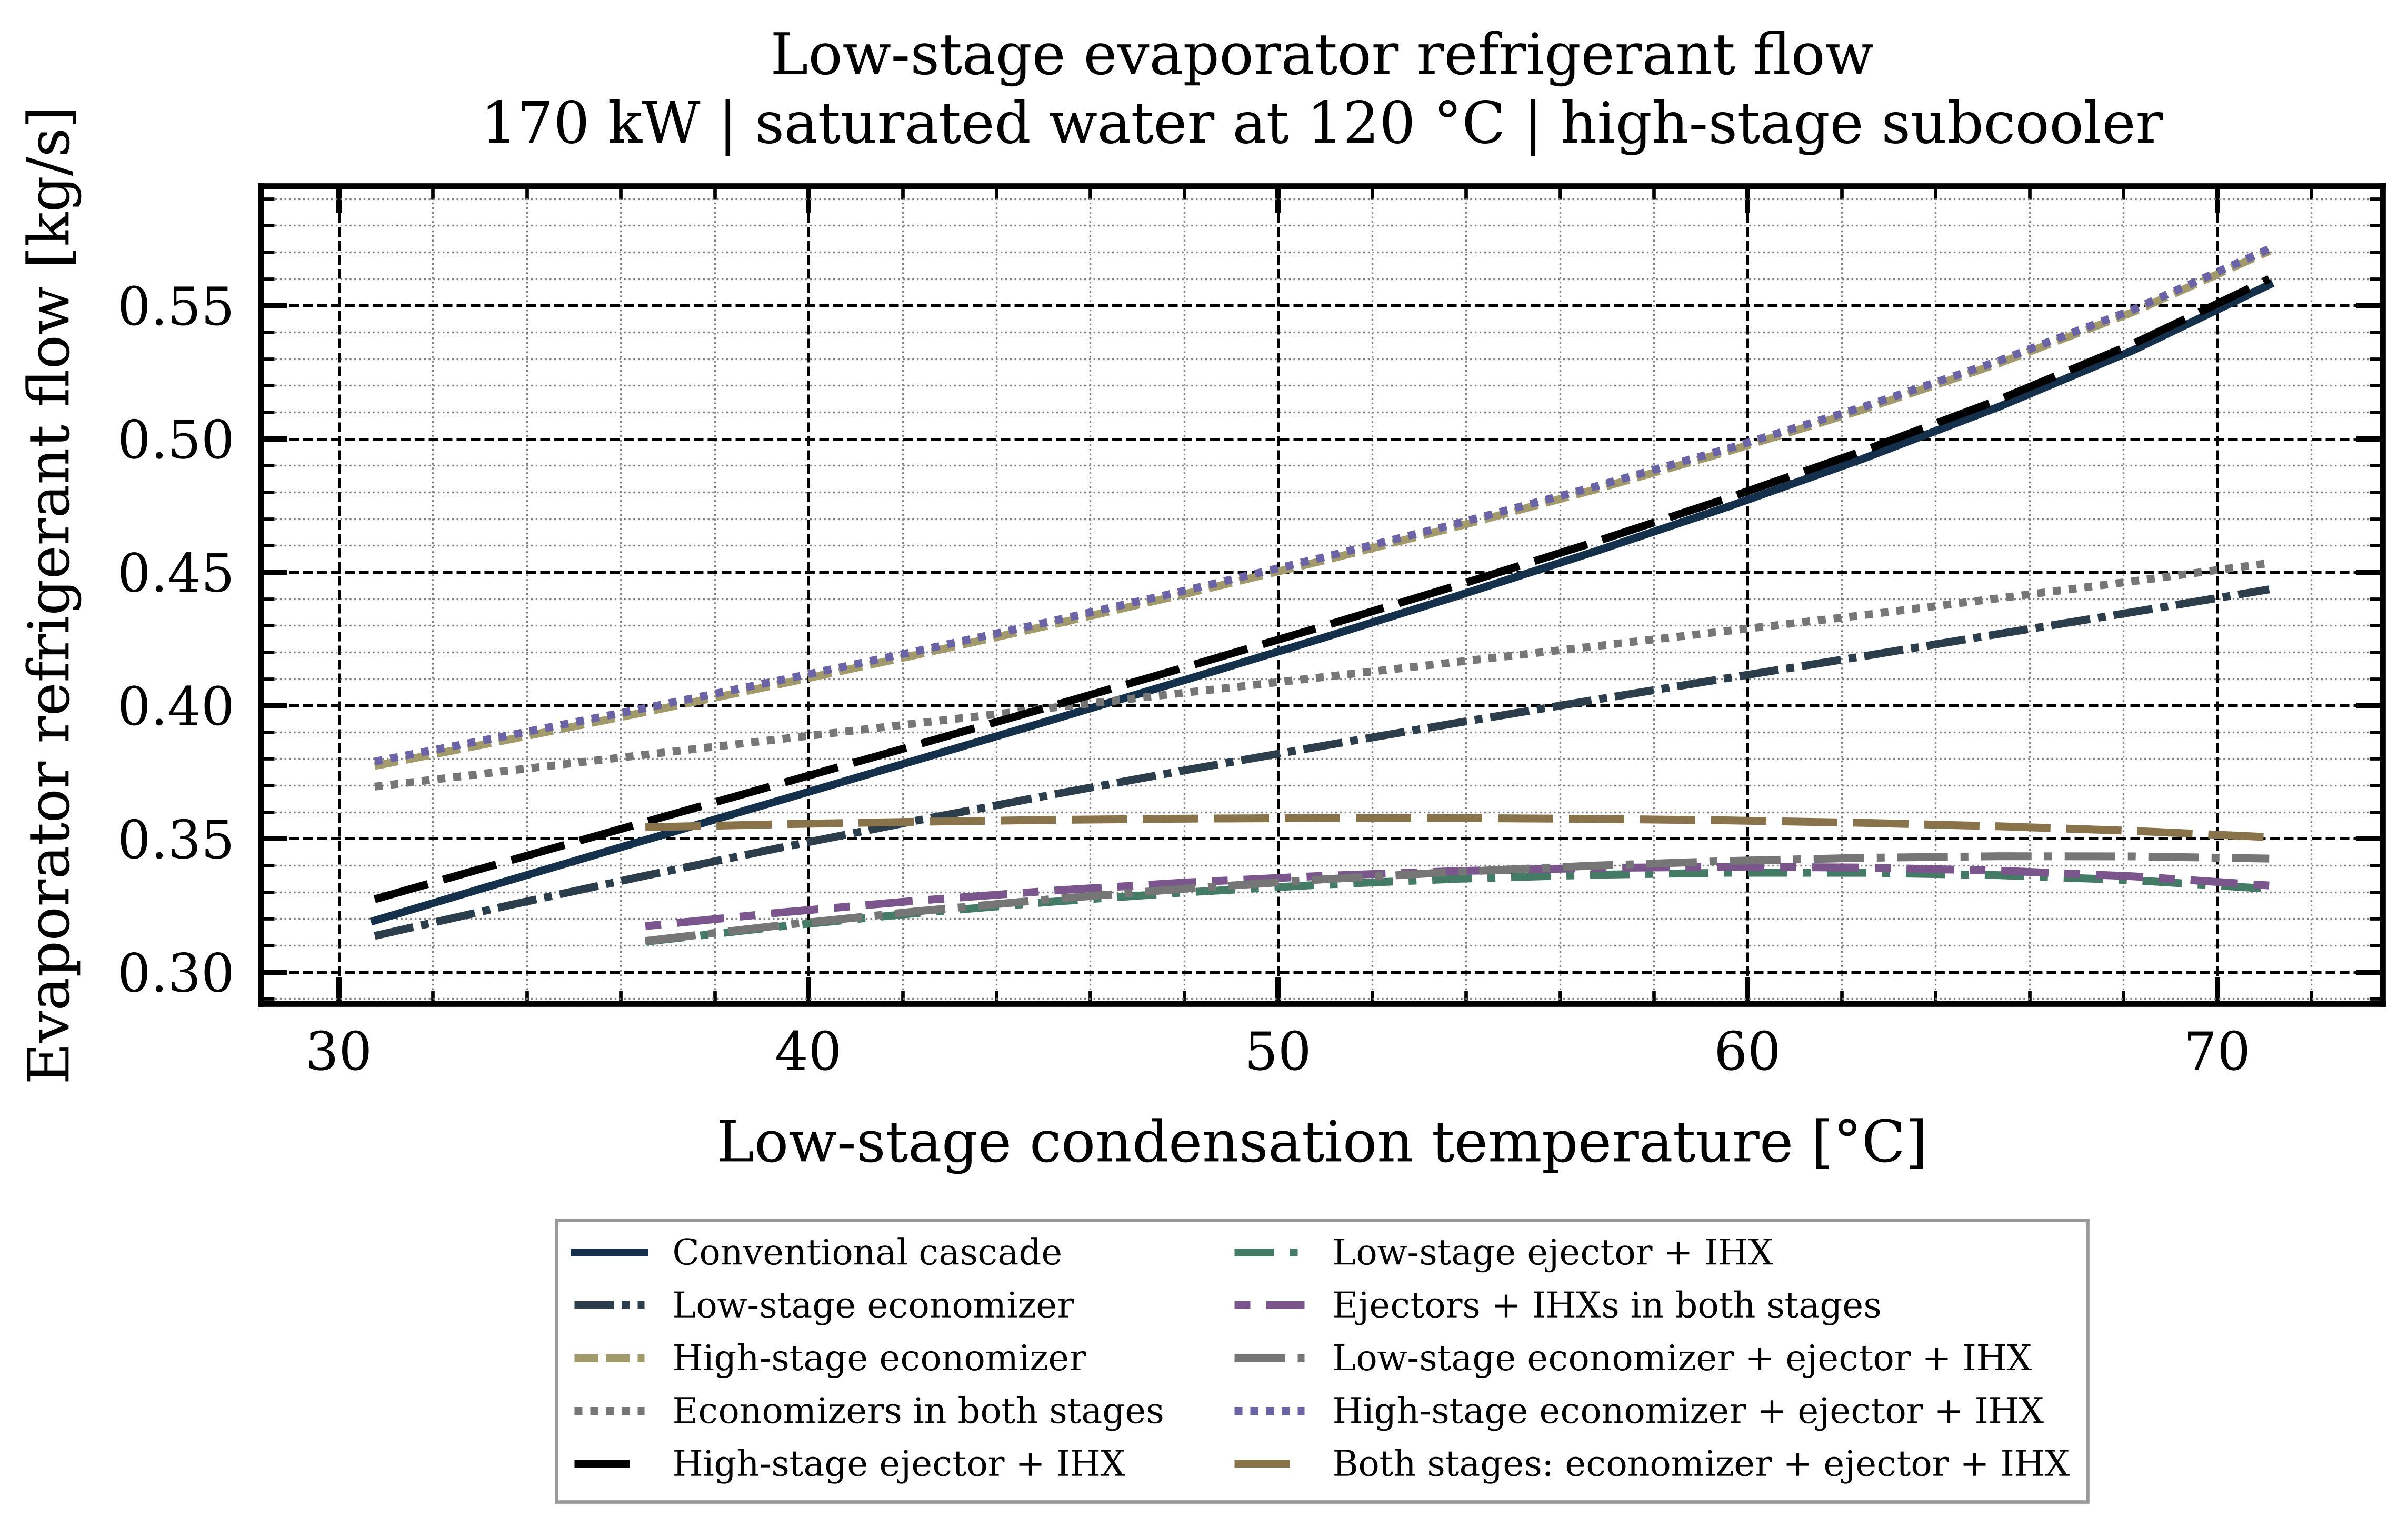 Low-stage evaporator refrigerant flow
170 kW | saturated water at 120 °C | high-stage subcooler
Evaporator refrigerant flow [kg/s]
0.55
0.50
0.45
0.40
0.35
0.30
30 40 50 60 70
Low-stage condensation temperature [°C]
Conventional cascade
Low-stage economizer
High-stage economizer
Economizers in both stages
High-stage ejector + IHX
Low-stage ejector + IHX
Ejectors + IHXs in both stages
Low-stage economizer + ejector + IHX
High-stage economizer + ejector + IHX
Both stages: economizer + ejector + IHX